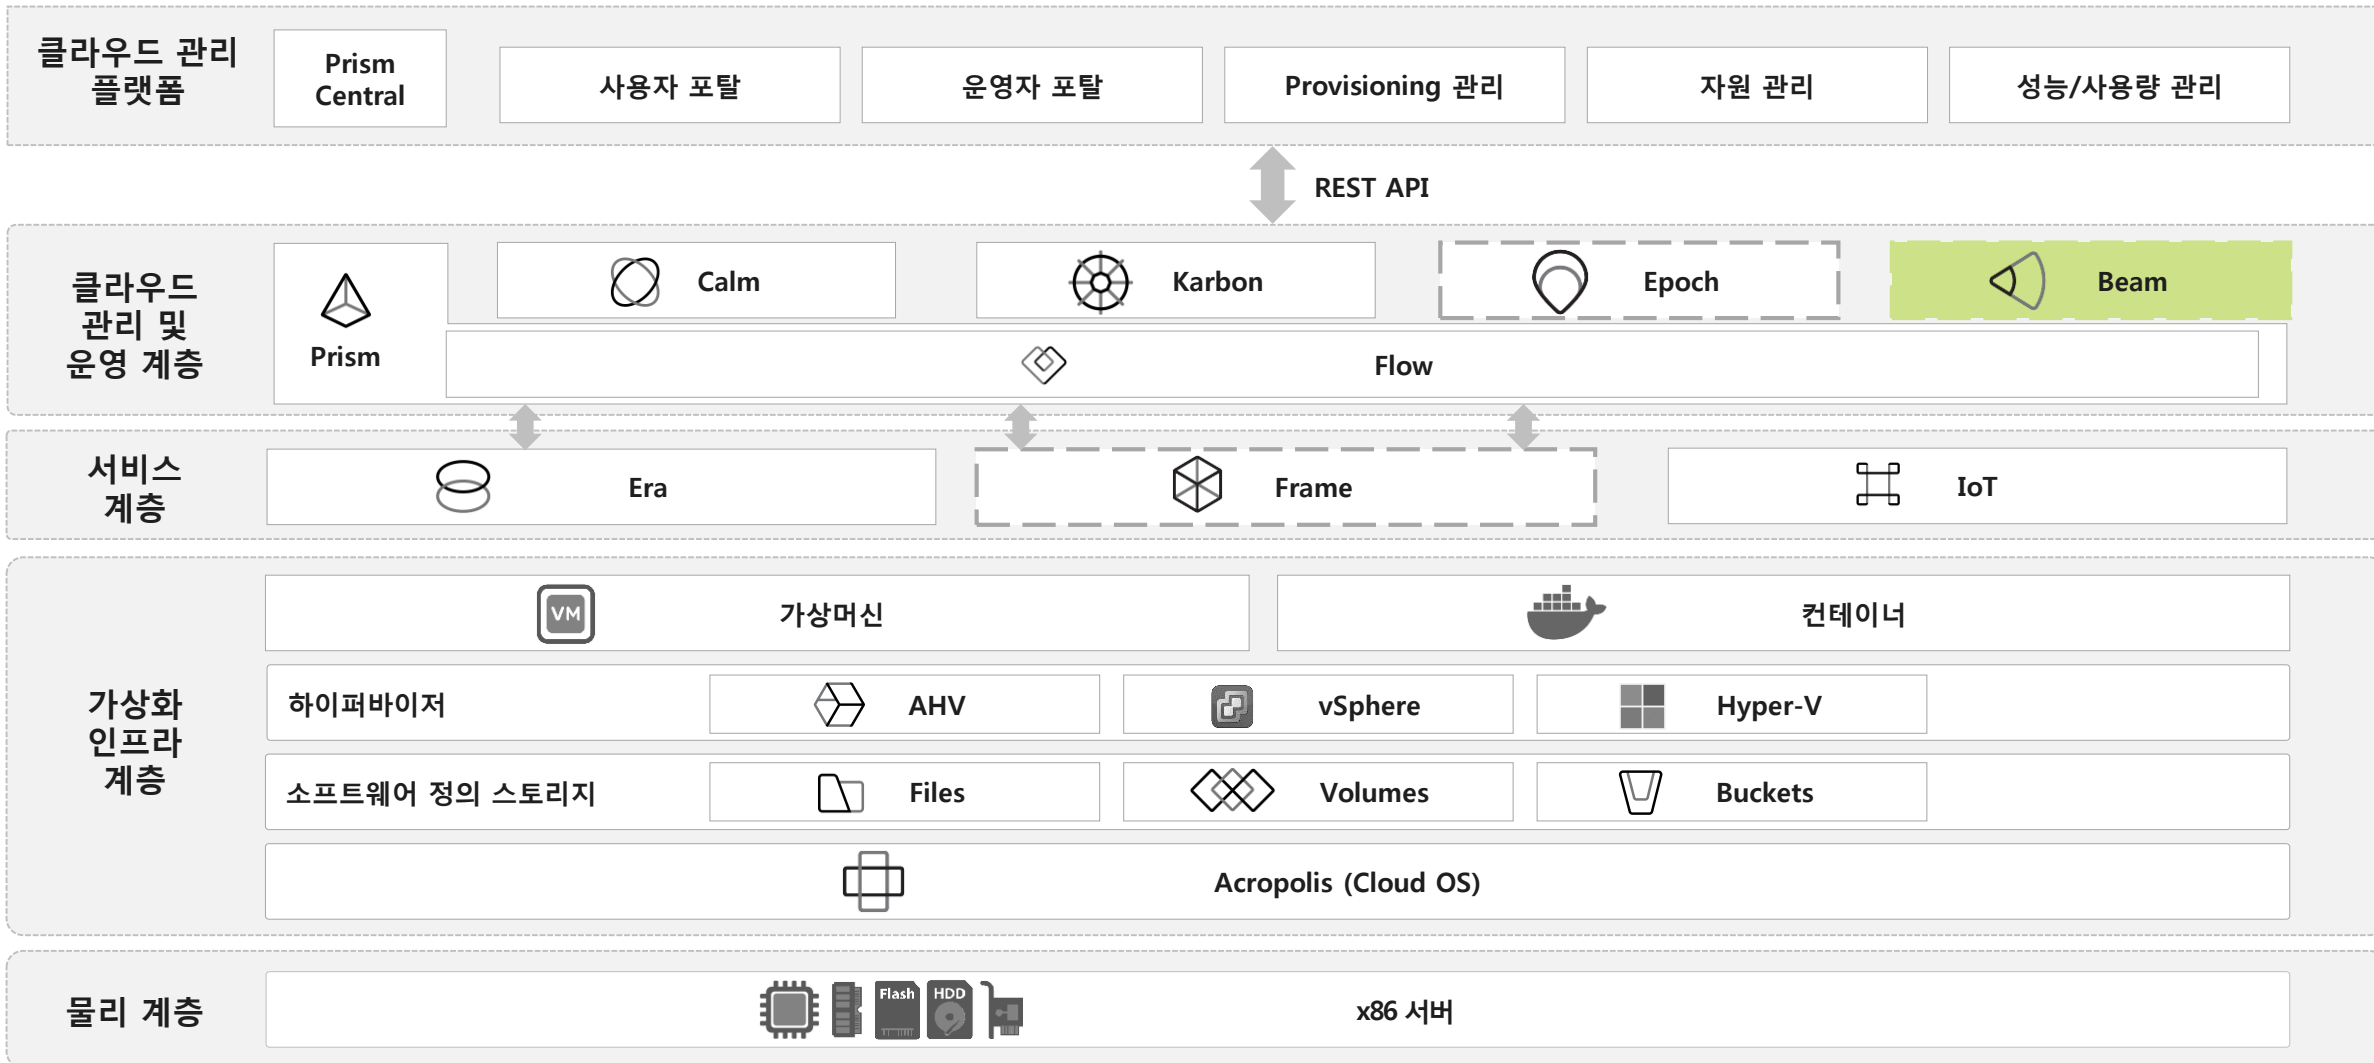 클라우드 관리
플랫폼
Prism
Central
사용자 포탈
운영자 포탈
Provisioning 관리
자원 관리
성능/사용량 관리
REST API
클라우드
관리 및
운영 계층
Prism
Calm
Karbon
Epoch
Beam
Flow
서비스
계층
Era
Frame
IoT
가상화
인프라
계층
VM
가상머신
컨테이너
하이퍼바이저
AHV
vSphere
Hyper-V
소프트웨어 정의 스토리지
Files
Volumes
Buckets
Acropolis (Cloud OS)
물리 계층
Flash
HDD
x86 서버